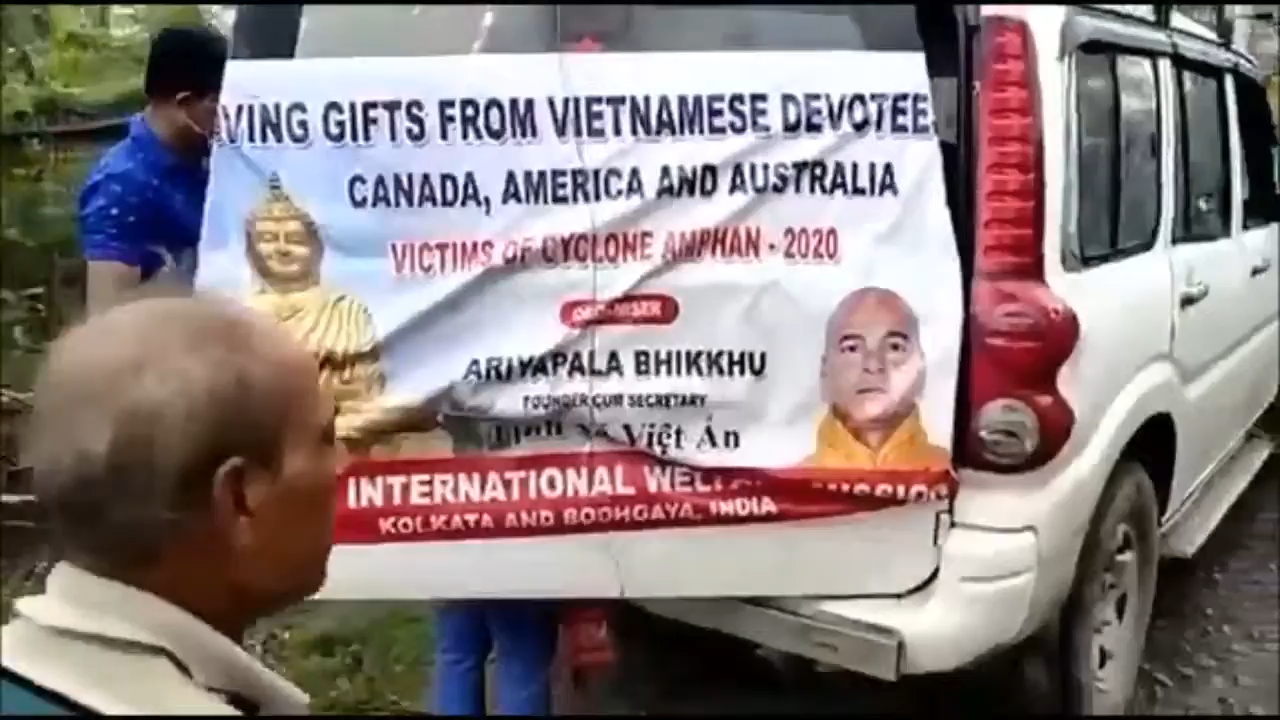 VING GIFTS FROM VIETNAMESE DEVOTEE
CANADA, AMERICA AND AUSTRALIA
VICTIMS OF CYCLONE AMPHAN - 2020
ORGANISER
ARIYAPALA BHIKKHU
FOUNDER CUM SECRETARY
Việt Ấn
INTERNATIONAL
KOLKATA AND BODHGAYA, INDIA